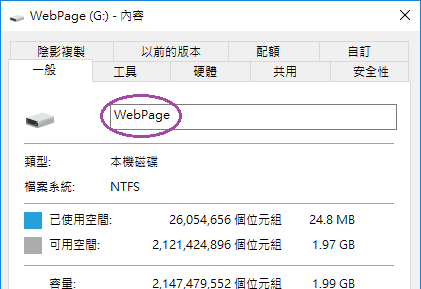 WebPage (G:) - 內容
陰影複製 以前的版本 配額 自訂
一般 工具 硬體 共用 安全性
WebPage
類型: 本機磁碟
檔案系統: NTFS
已使用空間: 26,054,656 個位元組 24.8 MB
可用空間: 2,121,424,896 個位元組 1.97 GB
容量: 2,147,479,552 個位元組 1.99 GB